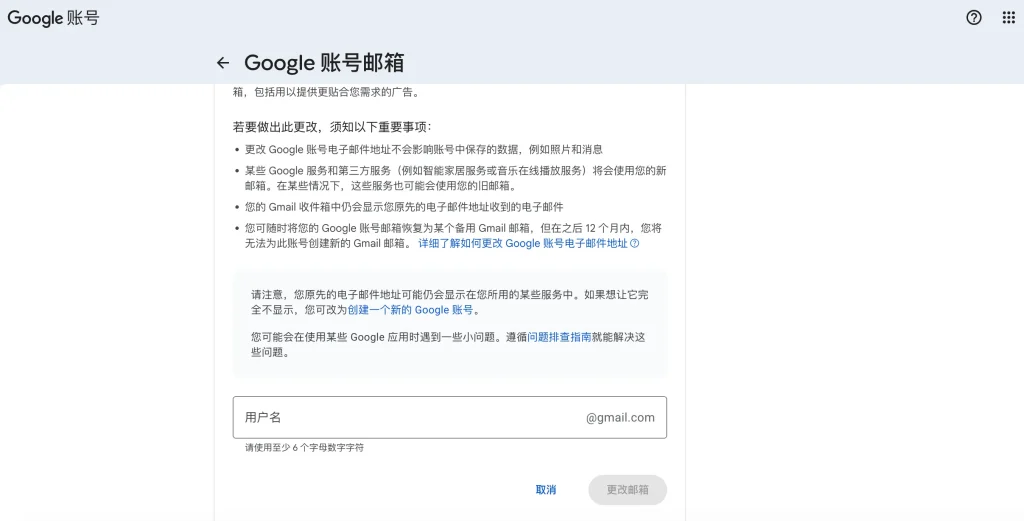 Google 账号
Google 账号邮箱
箱，包括用以提供更贴合您需求的广告。
若要做出此更改，须知以下重要事项：
• 更改 Google 账号电子邮件地址不会影响账号中保存的数据，例如照片和消息
• 某些 Google 服务和第三方服务（例如智能家居服务或音乐在线播放服务）将会使用您的新
邮箱。在某些情况下，这些服务也可能会使用您的旧邮箱。
• 您的 Gmail 收件箱中仍会显示您原先的电子邮件地址收到的电子邮件
• 您可随时将您的 Google 账号邮箱恢复为某个备用 Gmail 邮箱，但在之后 12 个月内，您将
无法为此账号创建新的 Gmail 邮箱。 详细了解如何更改 Google 账号电子邮件地址
请注意，您原先的电子邮件地址可能仍会显示在您所用的某些服务中。如果想让它完
全不显示，您可改为创建一个新的 Google 账号。
您可能会在使用某些 Google 应用时遇到一些小问题。遵循问题排查指南就能解决这
些问题。
用户名 @gmail.com
请使用至少 6 个字母数字字符
取消 更改邮箱